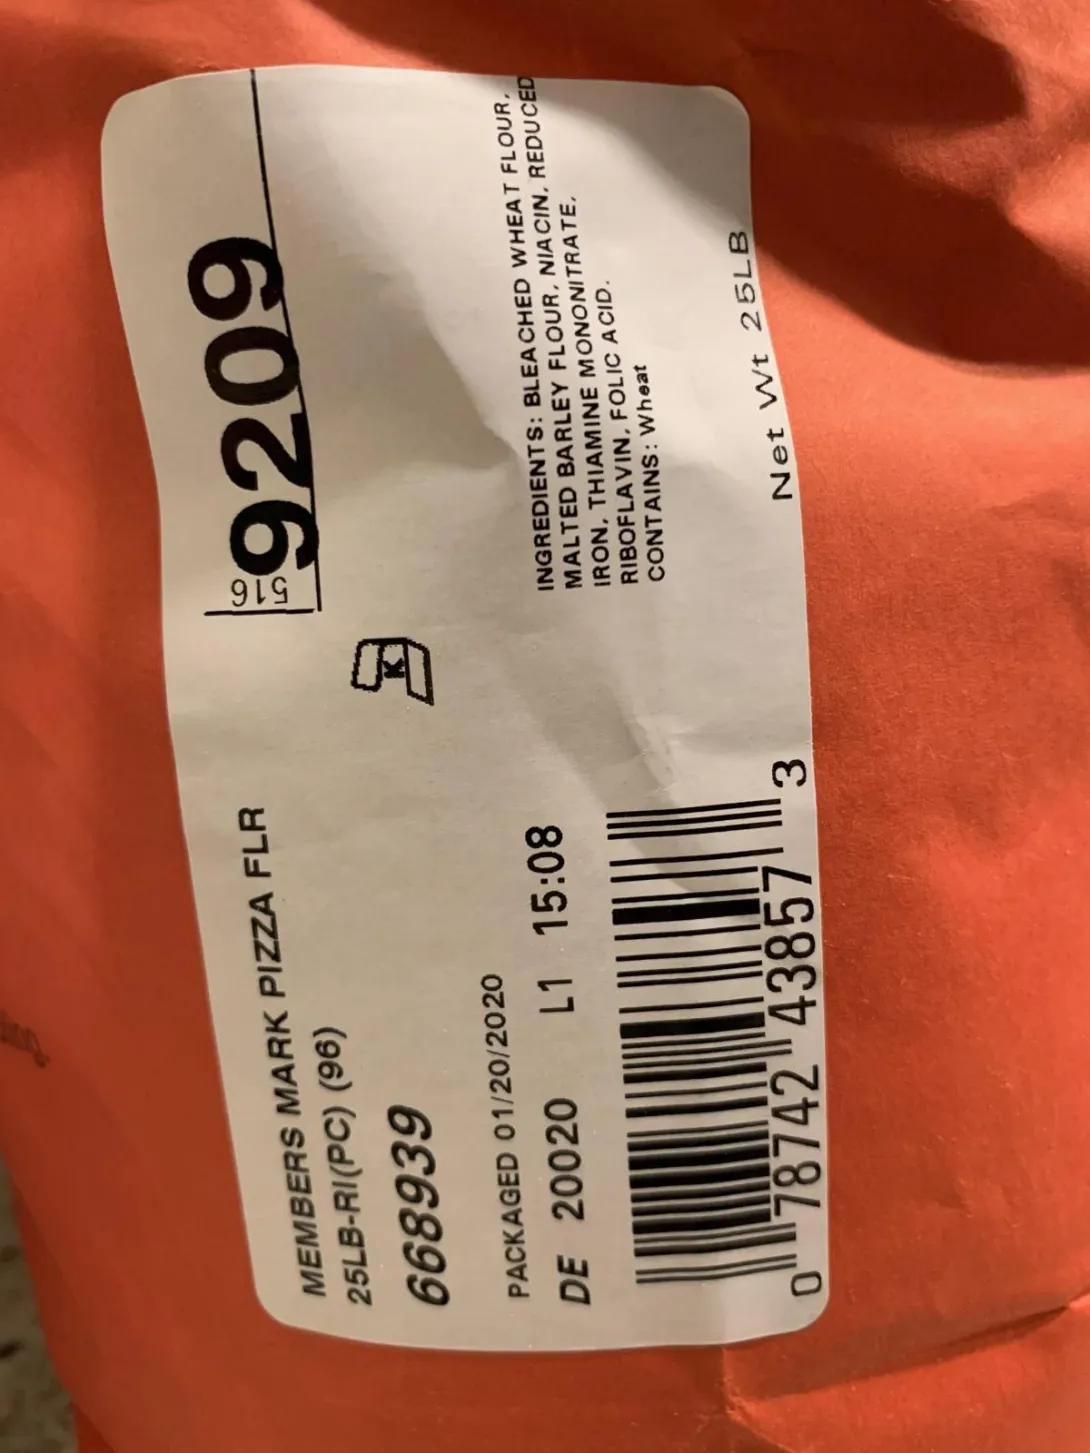 516
9209
MEMBERS MARK PIZZA FLR
25LB-RI(PC) (96)
668939
K
PACKAGED 01/20/2020
DE 20020 L1 15:08
INGREDIENTS: BLEACHED WHEAT FLOUR,
MALTED BARLEY FLOUR, NIACIN, REDUCED
IRON, THIAMINE MONONITRATE,
RIBOFLAVIN, FOLIC ACID.
CONTAINS: Wheat
0 78742 43857 3
Net Wt 25LB